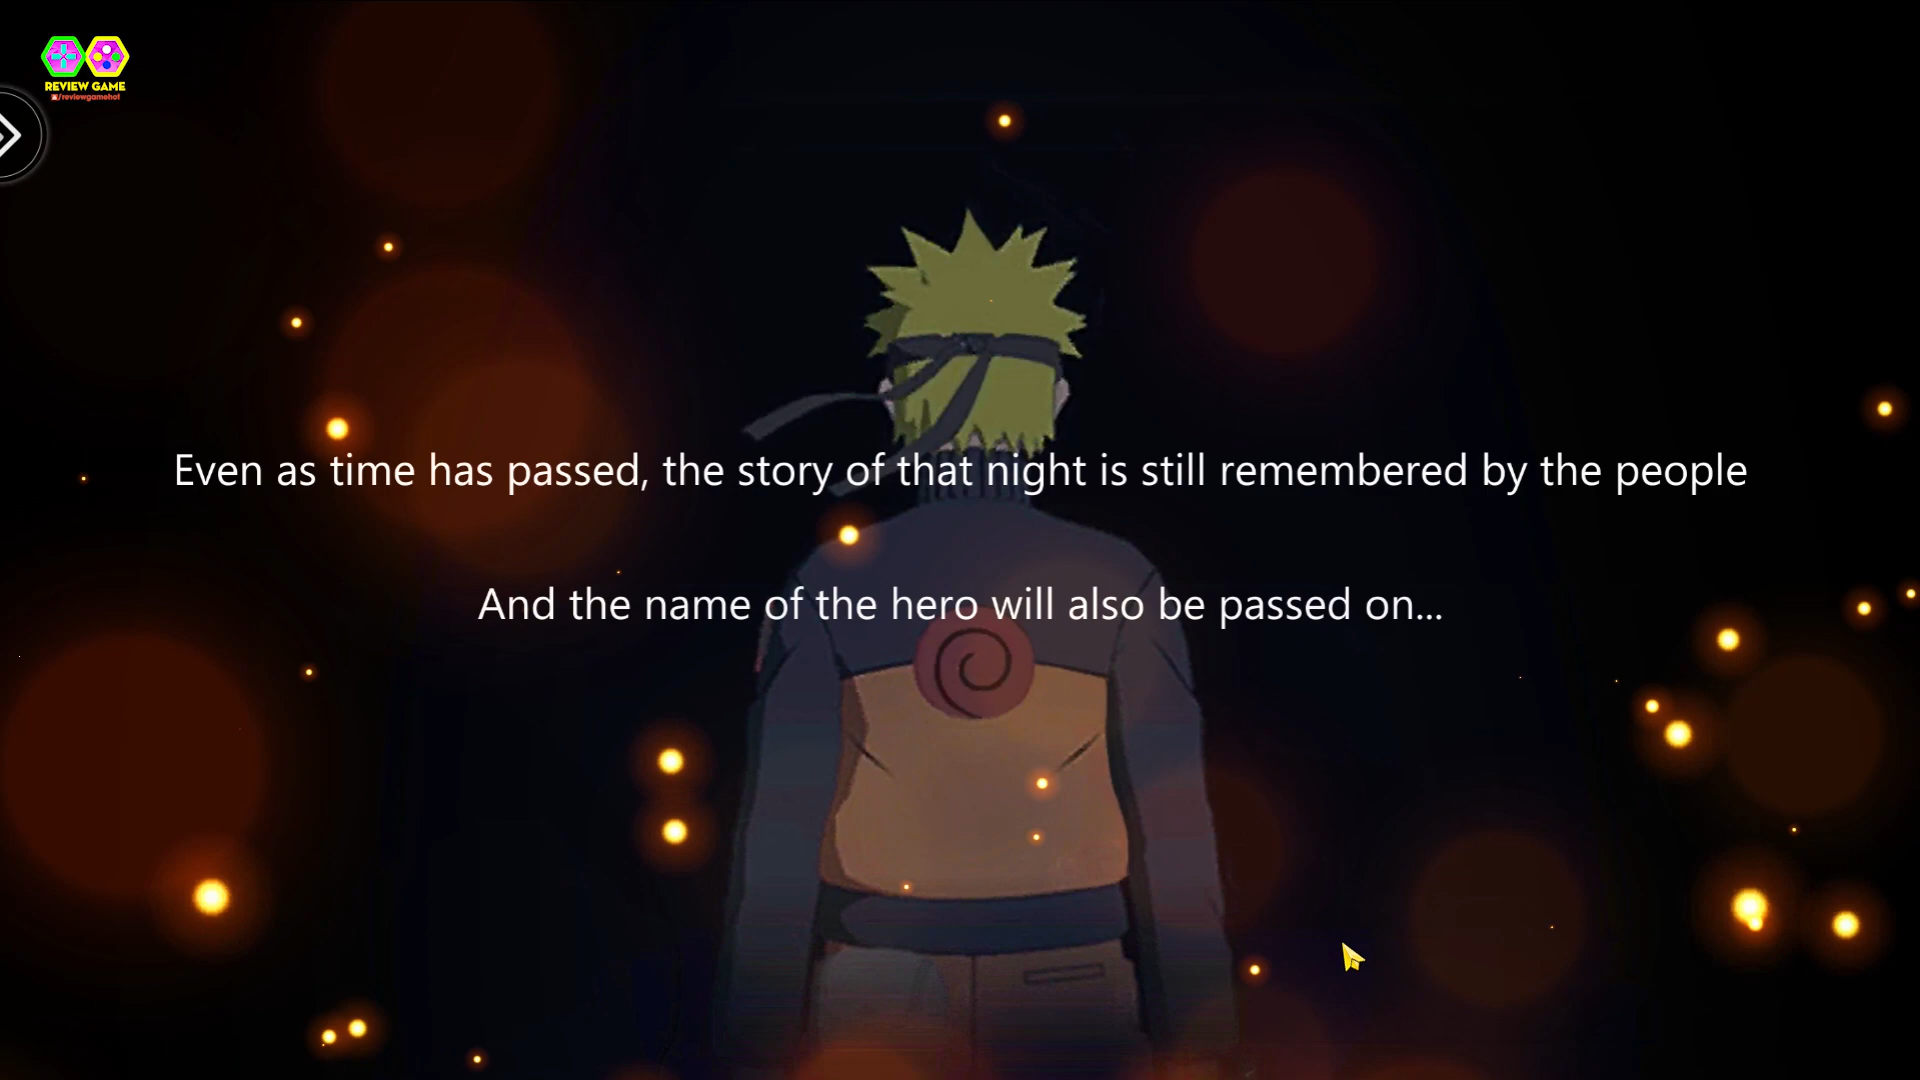 REVIEW GAME
/reviewgamehot
Even as time has passed, the story of that night is still remembered by the people
And the name of the hero will also be passed on...